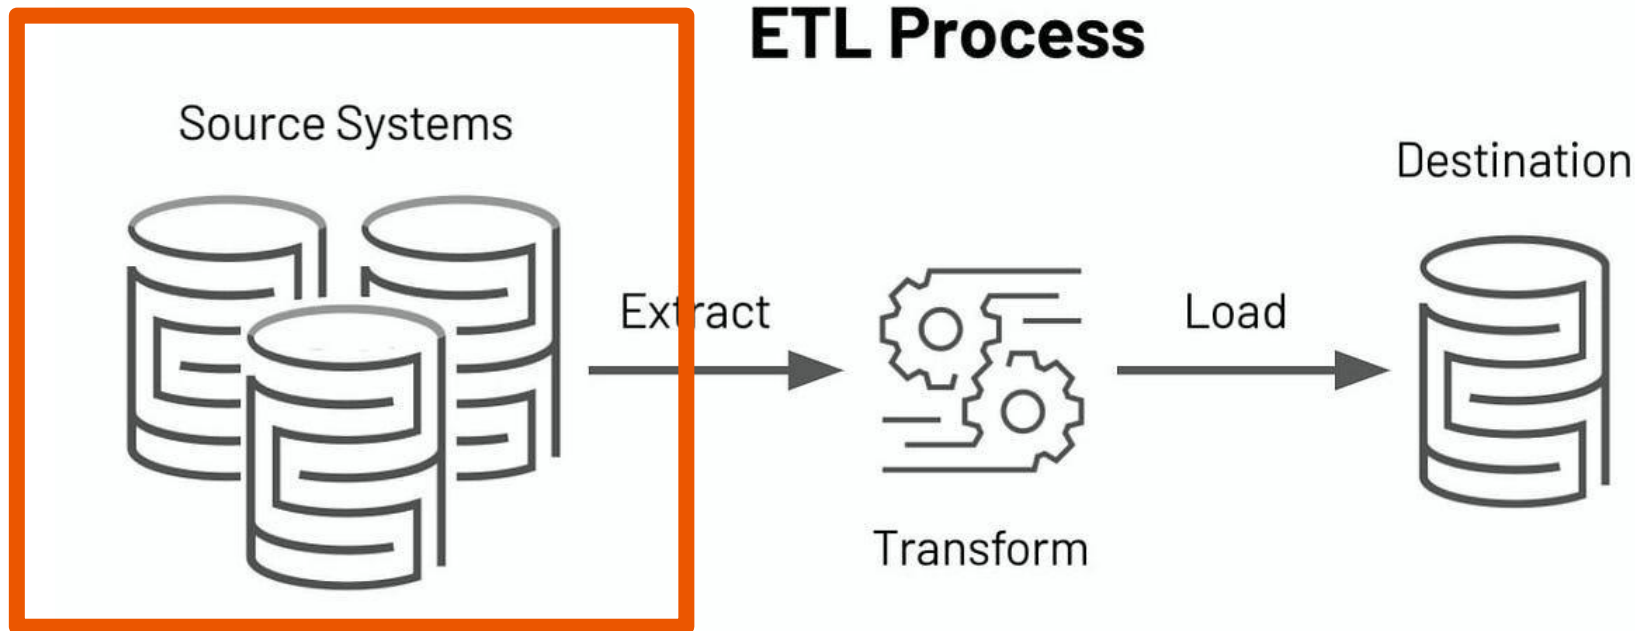 ETL Process
Source Systems
Destination
Extract
Load
Transform